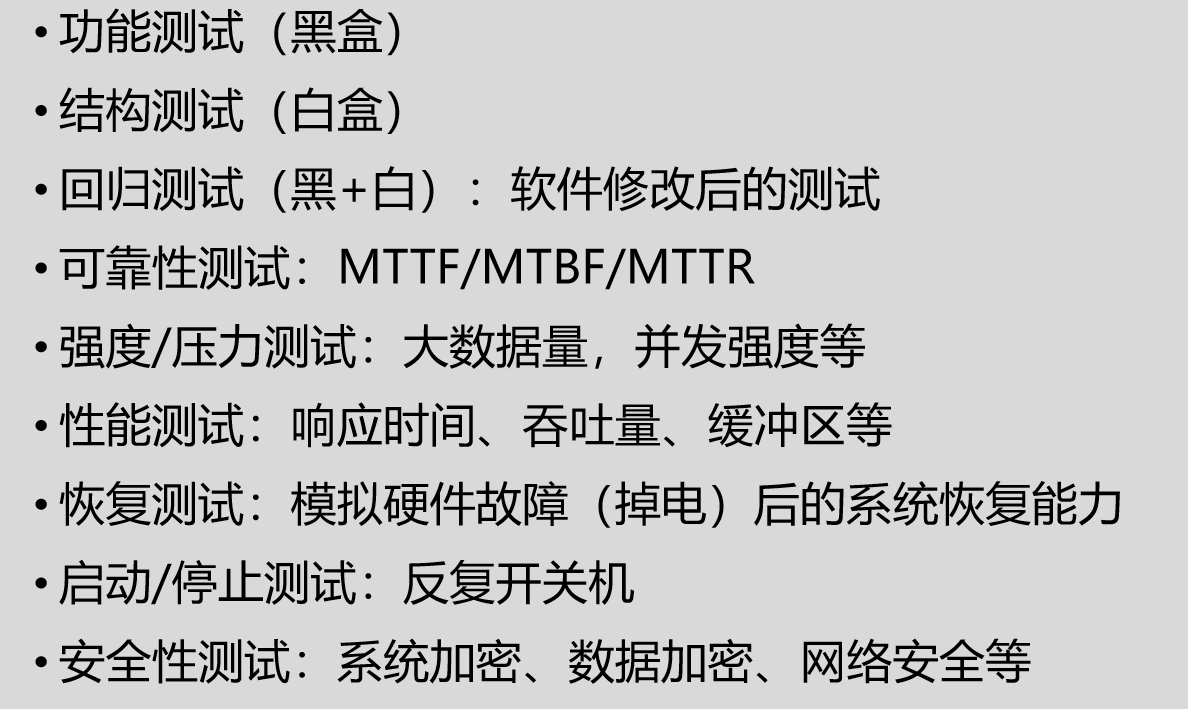 • 功能测试（黑盒）
• 结构测试（白盒）
• 回归测试（黑+白）：软件修改后的测试
• 可靠性测试：MTTF/MTBF/MTTR
• 强度/压力测试：大数据量，并发强度等
• 性能测试：响应时间、吞吐量、缓冲区等
• 恢复测试：模拟硬件故障（掉电）后的系统恢复能力
• 启动/停止测试：反复开关机
• 安全性测试：系统加密、数据加密、网络安全等